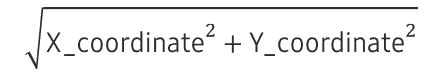 √(X_coordinate² + Y_coordinate²)